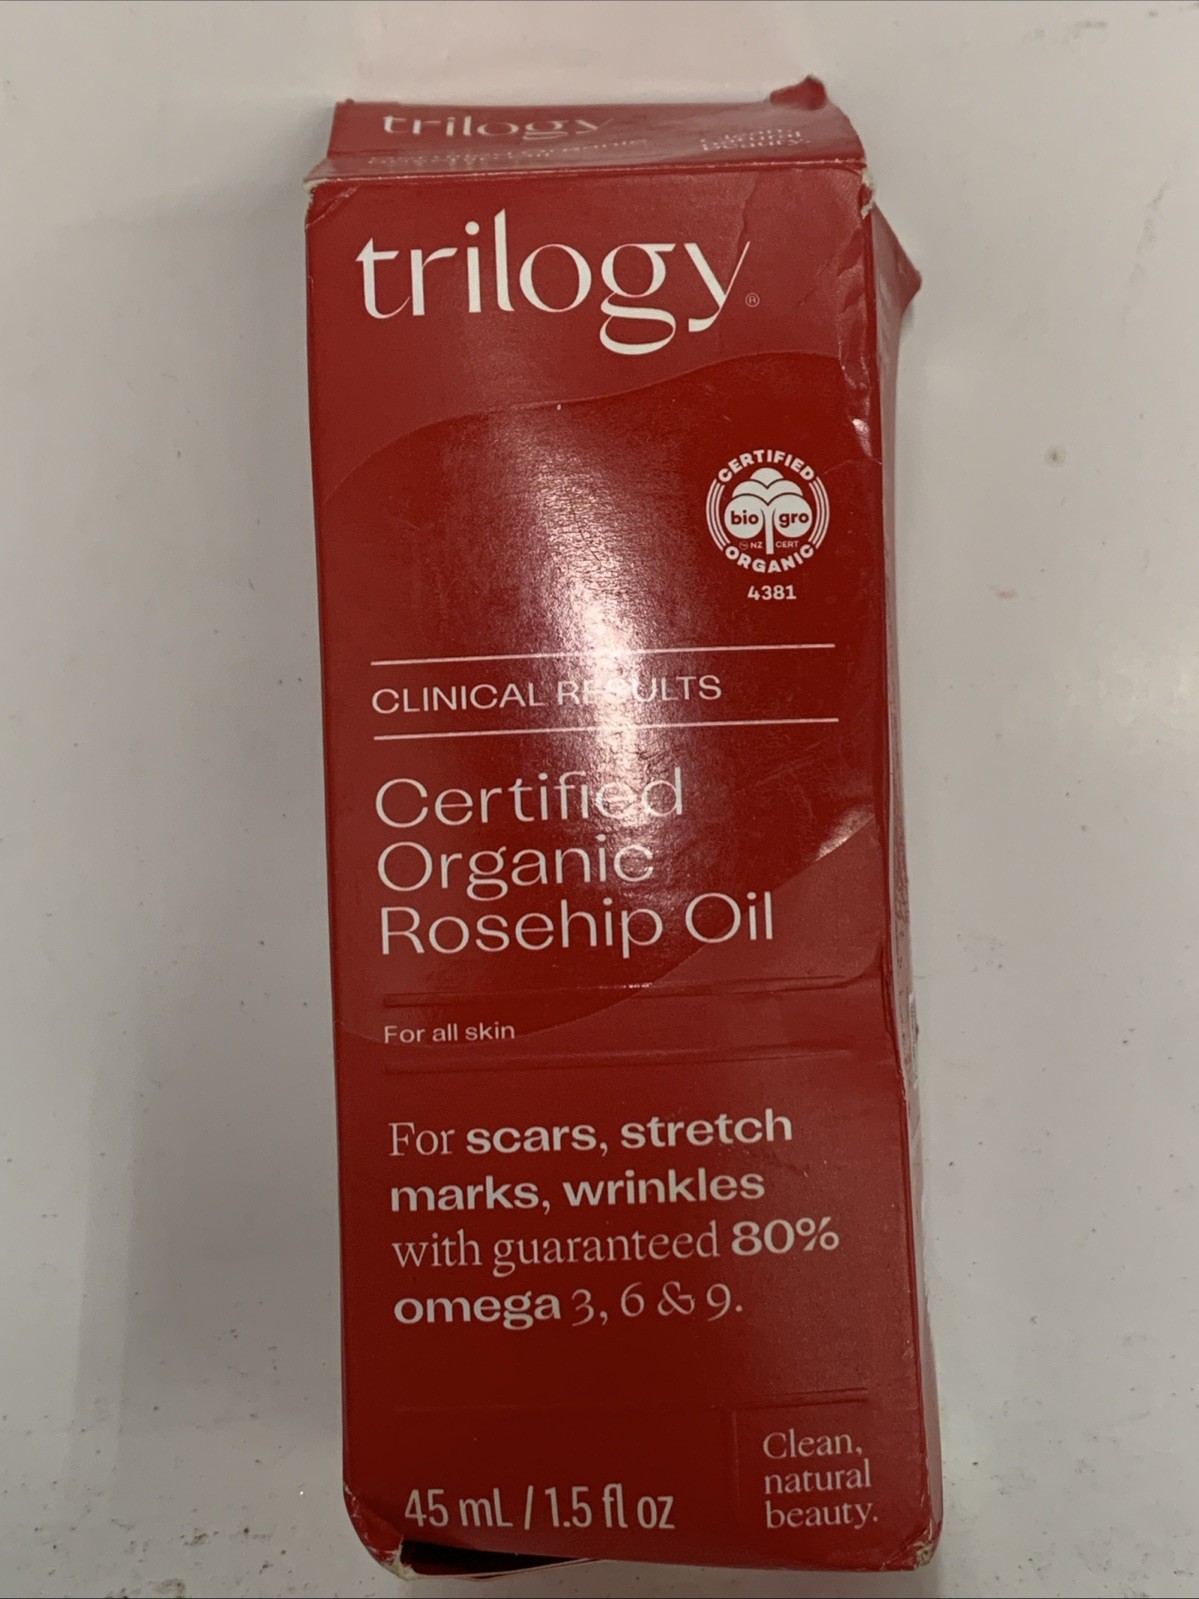 trilogy
trilogy®
CERTIFIED
bio gro
NZ CERT
ORGANIC
4381
CLINICAL RESULTS
Certified
Organic
Rosehip Oil
For all skin
For scars, stretch
marks, wrinkles
with guaranteed 80%
omega 3, 6 & 9.
Clean,
natural
beauty.
45 mL / 1.5 fl oz